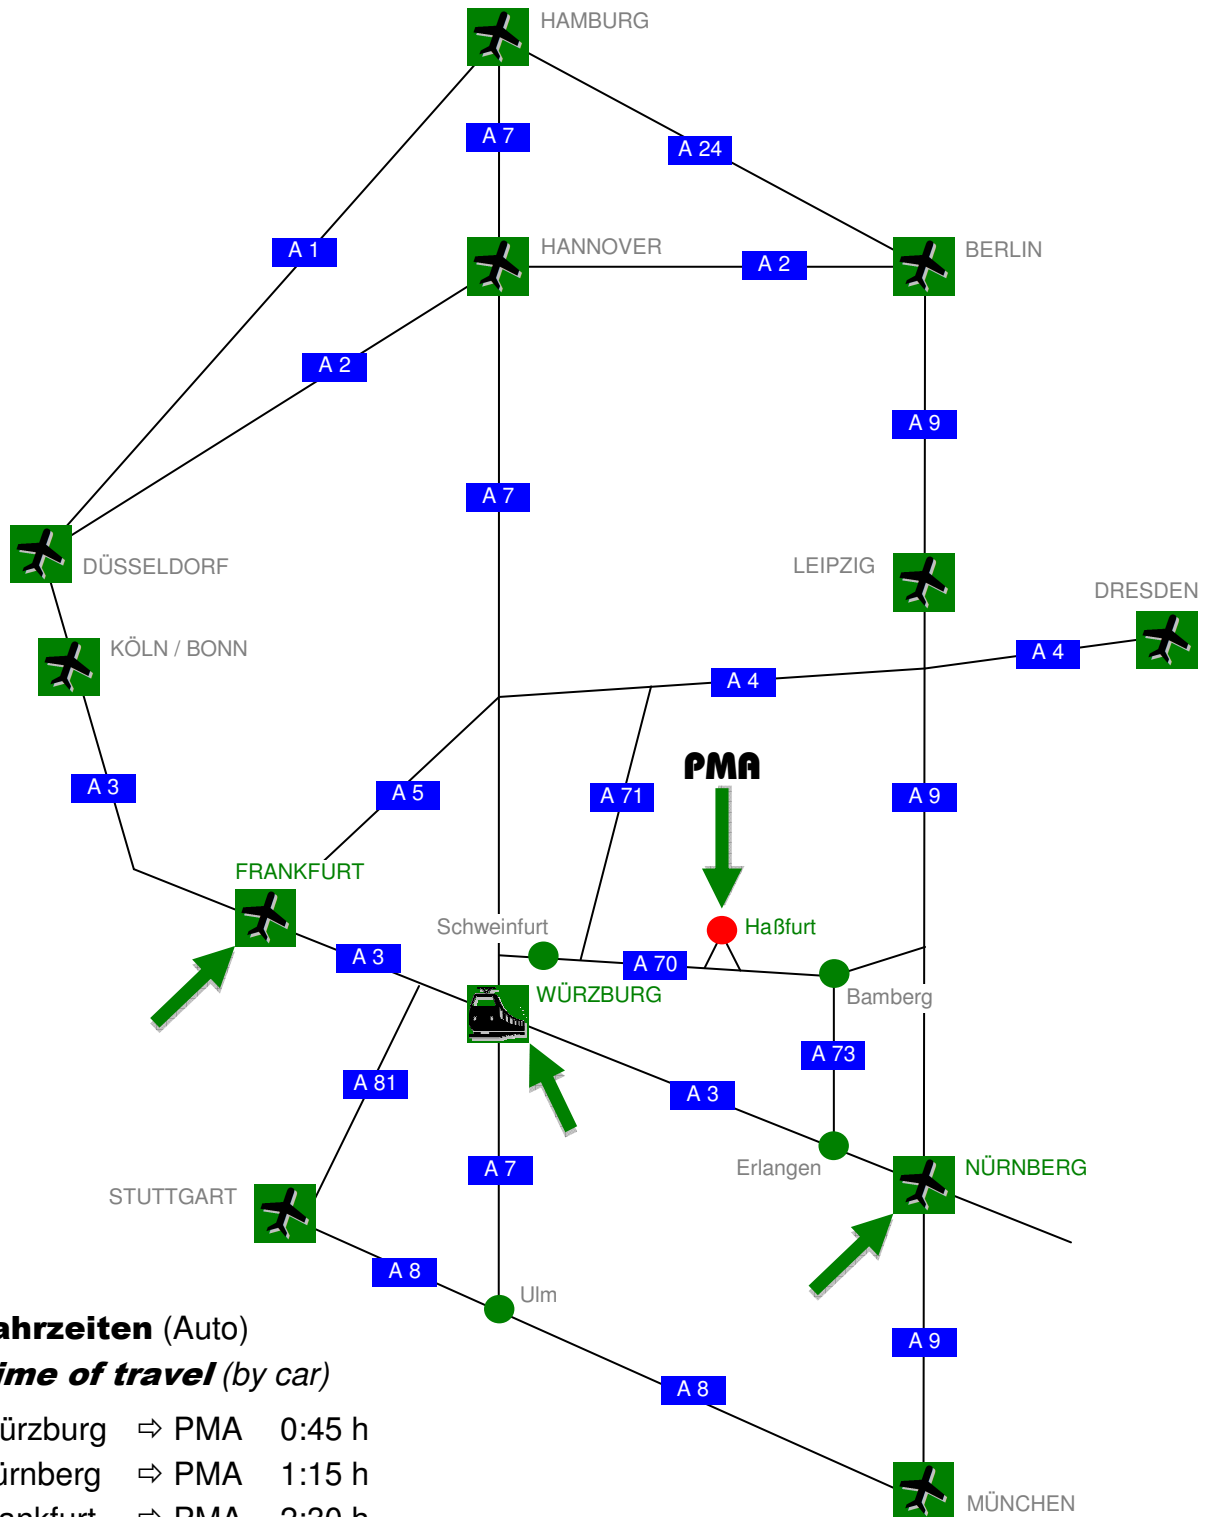 HAMBURG
A 7
A 24
A 1
HANNOVER
A 2
BERLIN
A 2
A 9
A 7
DÜSSELDORF
LEIPZIG
DRESDEN
KÖLN / BONN
A 4
A 4
PMA
A 3
A 5
A 71
A 9
FRANKFURT
Schweinfurt
Haßfurt
A 3
A 70
WÜRZBURG
Bamberg
A 73
A 81
A 3
Erlangen
NÜRNBERG
A 7
STUTTGART
A 8
Ulm
ahrzeiten (Auto)
ime of travel (by car)
A 9
A 8
ürzburg ⇨ PMA 0:45 h
ürnberg ⇨ PMA 1:15 h
ankfurt ⇨ PMA
MÜNCHEN